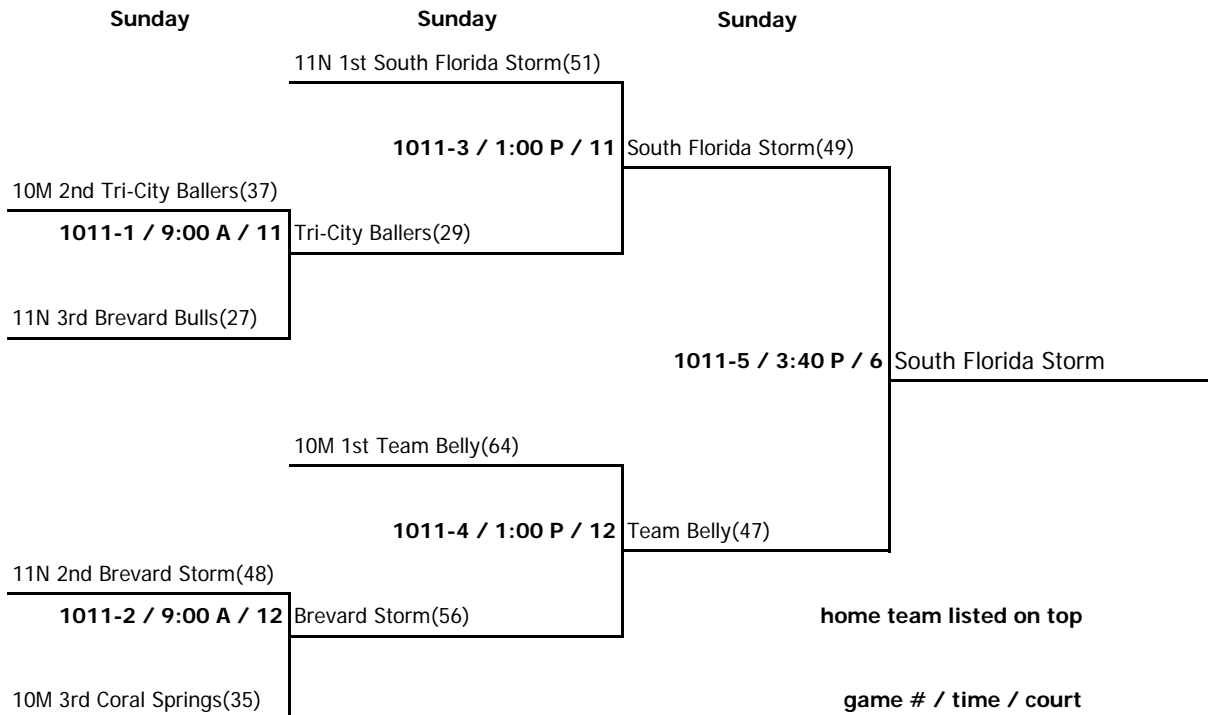 Sunday Sunday Sunday
11N 1st South Florida Storm(51)
1011-3 / 1:00 P / 11 South Florida Storm(49)
10M 2nd Tri-City Ballers(37)
1011-1 / 9:00 A / 11 Tri-City Ballers(29)
11N 3rd Brevard Bulls(27)
1011-5 / 3:40 P / 6 South Florida Storm
10M 1st Team Belly(64)
1011-4 / 1:00 P / 12 Team Belly(47)
11N 2nd Brevard Storm(48)
1011-2 / 9:00 A / 12 Brevard Storm(56) home team listed on top
10M 3rd Coral Springs(35) game # / time / court